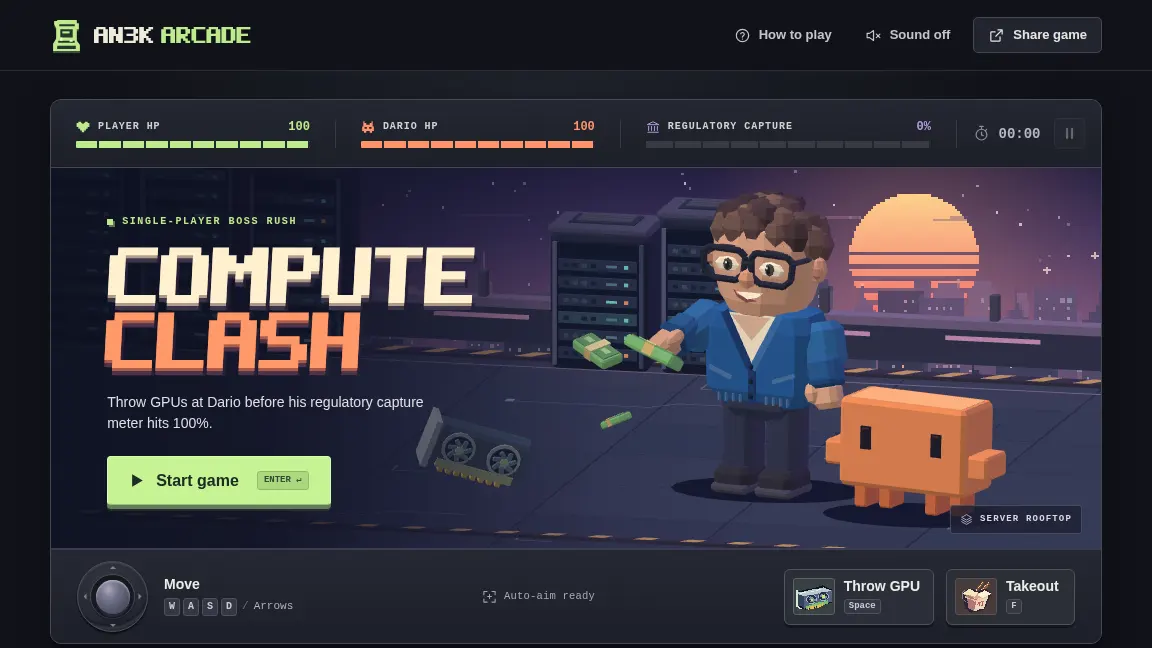 AN3K ARCADE
How to play
Sound off
Share game
PLAYER HP 100
DARIO HP 100
REGULATORY CAPTURE 0%
00:00
SINGLE-PLAYER BOSS RUSH
COMPUTE
CLASH
Throw GPUs at Dario before his regulatory capture
meter hits 100%.
Start game ENTER ↵
SERVER ROOFTOP
Move
W A S D / Arrows
Auto-aim ready
Throw GPU
Space
Takeout
F